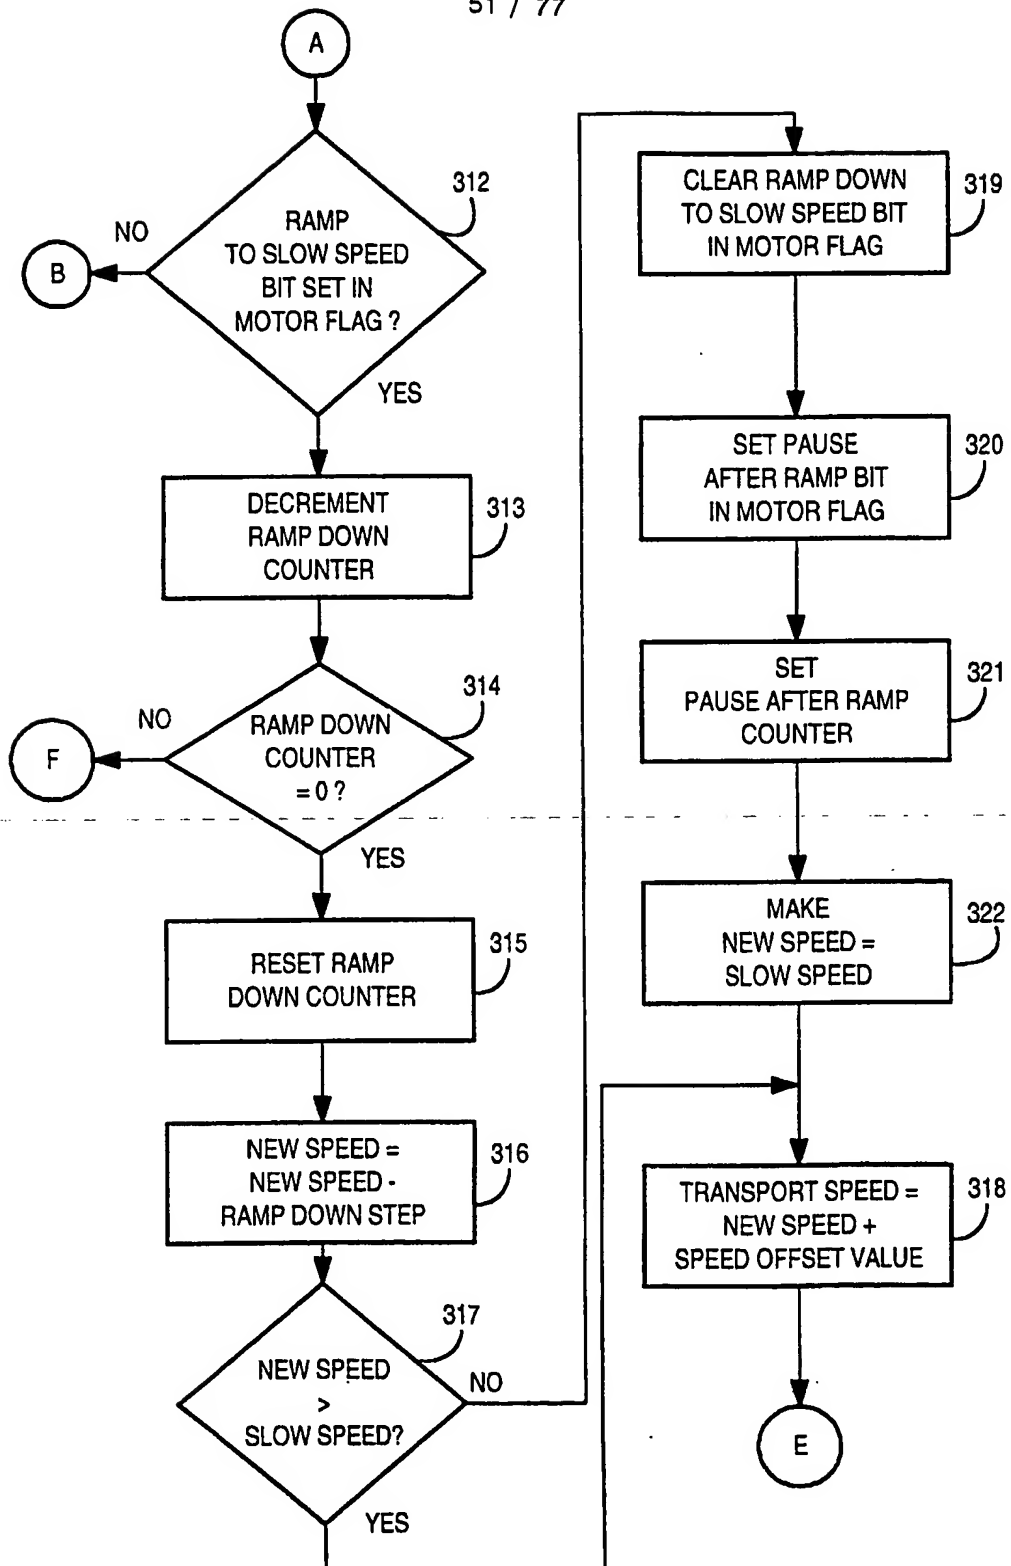 51 / 77
A
312
RAMP
TO SLOW SPEED
BIT SET IN
MOTOR FLAG ?
NO
B
YES
DECREMENT
RAMP DOWN
COUNTER
313
314
RAMP DOWN
COUNTER
= 0 ?
NO
F
YES
RESET RAMP
DOWN COUNTER
315
NEW SPEED =
NEW SPEED -
RAMP DOWN STEP
316
317
NEW SPEED
>
SLOW SPEED?
NO
YES
CLEAR RAMP DOWN
TO SLOW SPEED BIT
IN MOTOR FLAG
319
SET PAUSE
AFTER RAMP BIT
IN MOTOR FLAG
320
SET
PAUSE AFTER RAMP
COUNTER
321
MAKE
NEW SPEED =
SLOW SPEED
322
TRANSPORT SPEED =
NEW SPEED +
SPEED OFFSET VALUE
318
E